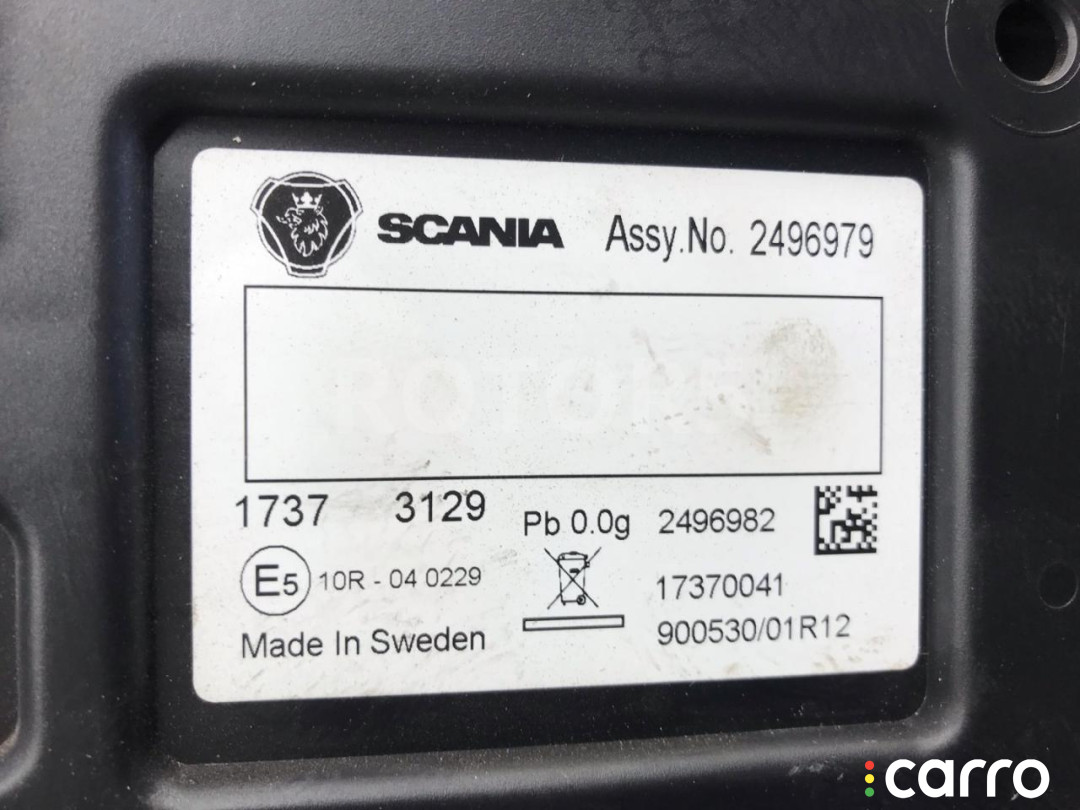 SCANIA Assy.No. 2496979
1737 3129 Pb 0.0g 2496982
E5 10R - 04 0229 17370041
Made In Sweden 900530/01R12
carro